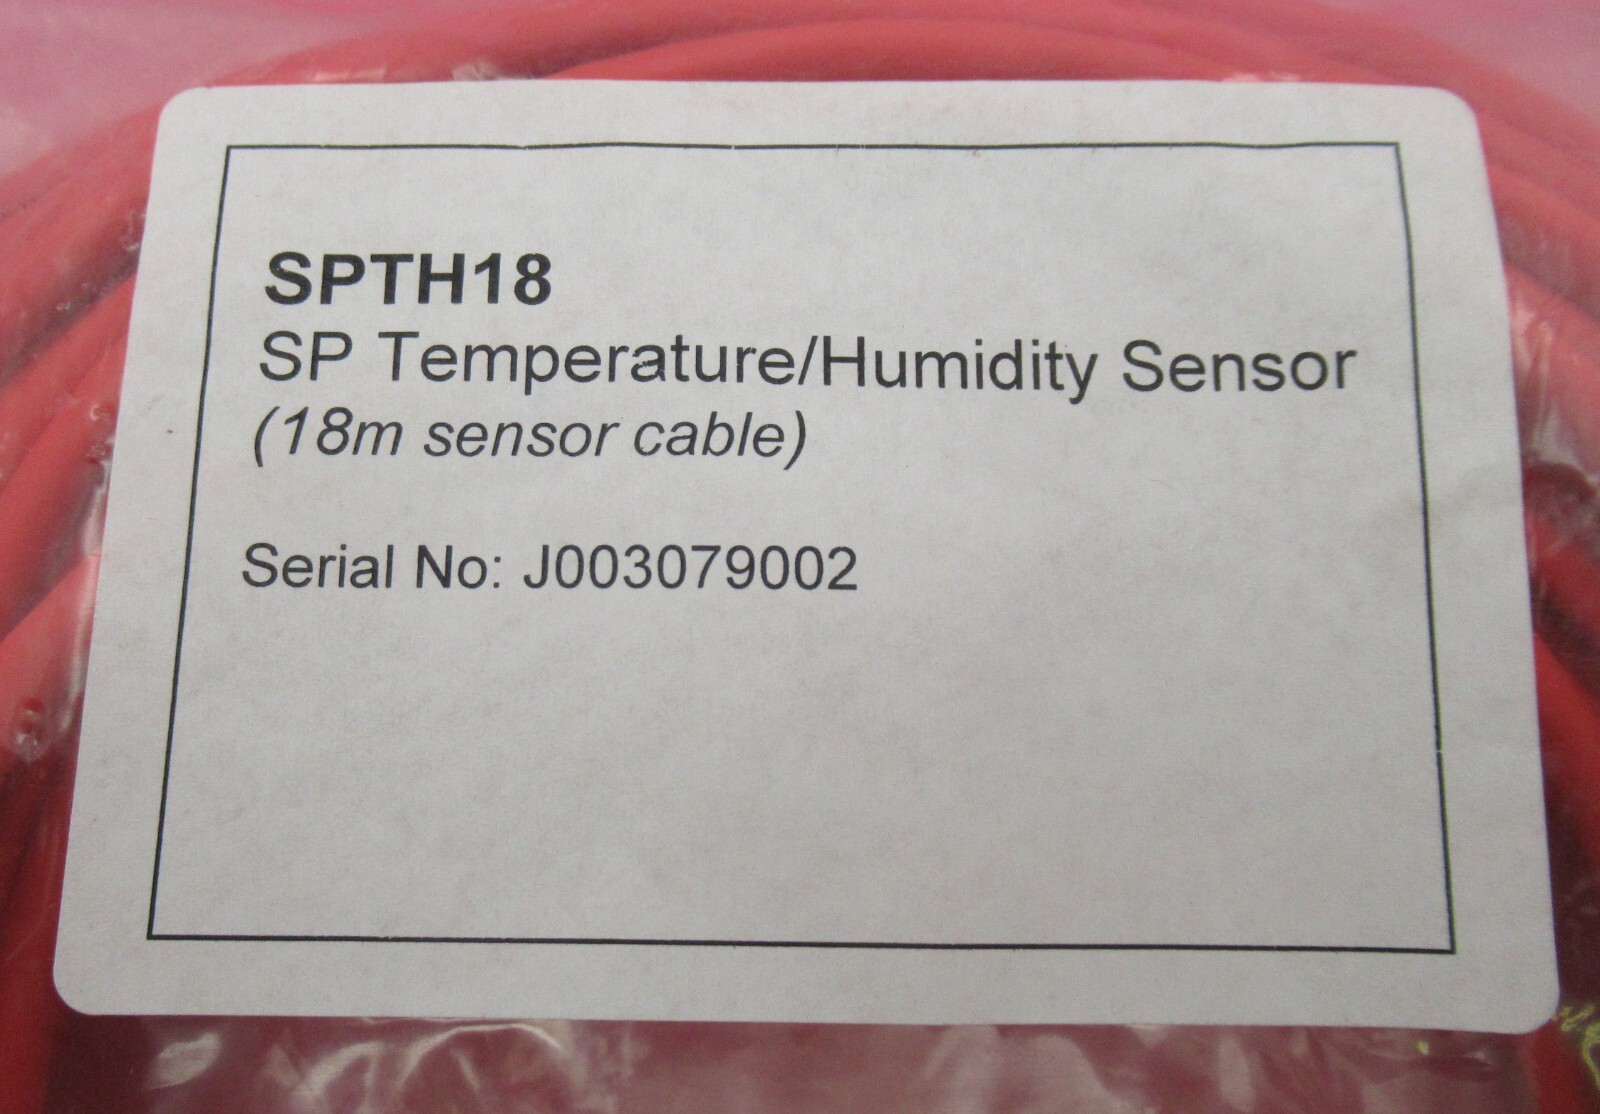 SPTH18
SP Temperature/Humidity Sensor
(18m sensor cable)
Serial No: J003079002